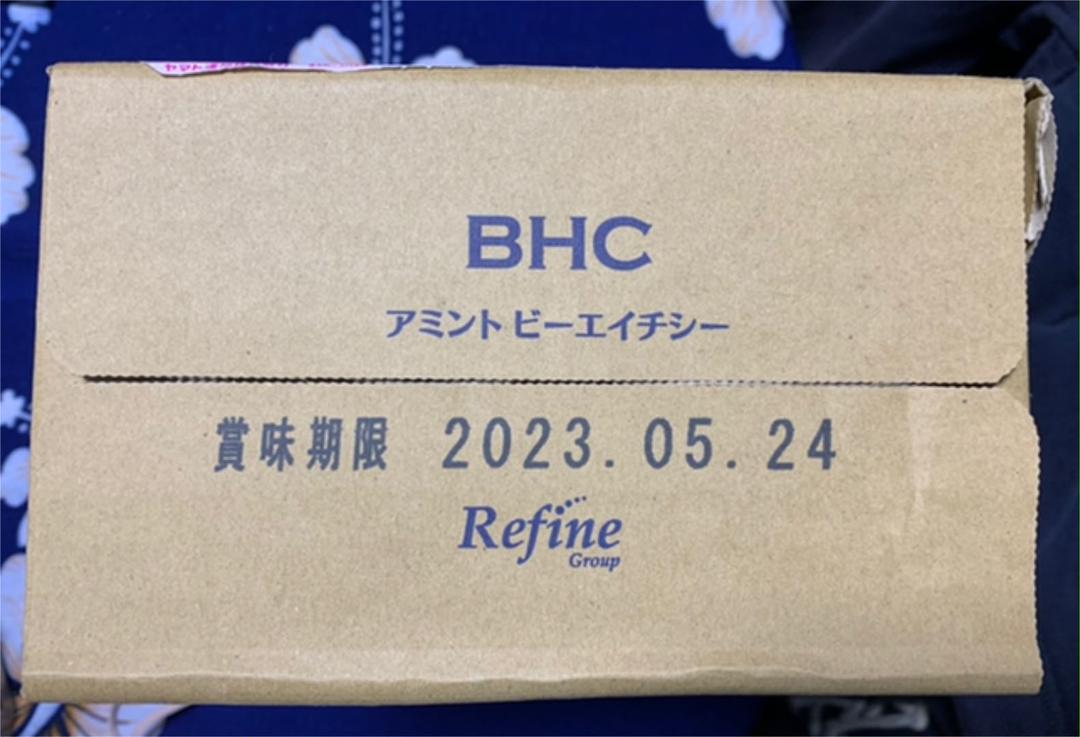 BHC
アミント ビーエイチシー
賞味期限 2023.05.24
Refine
Group